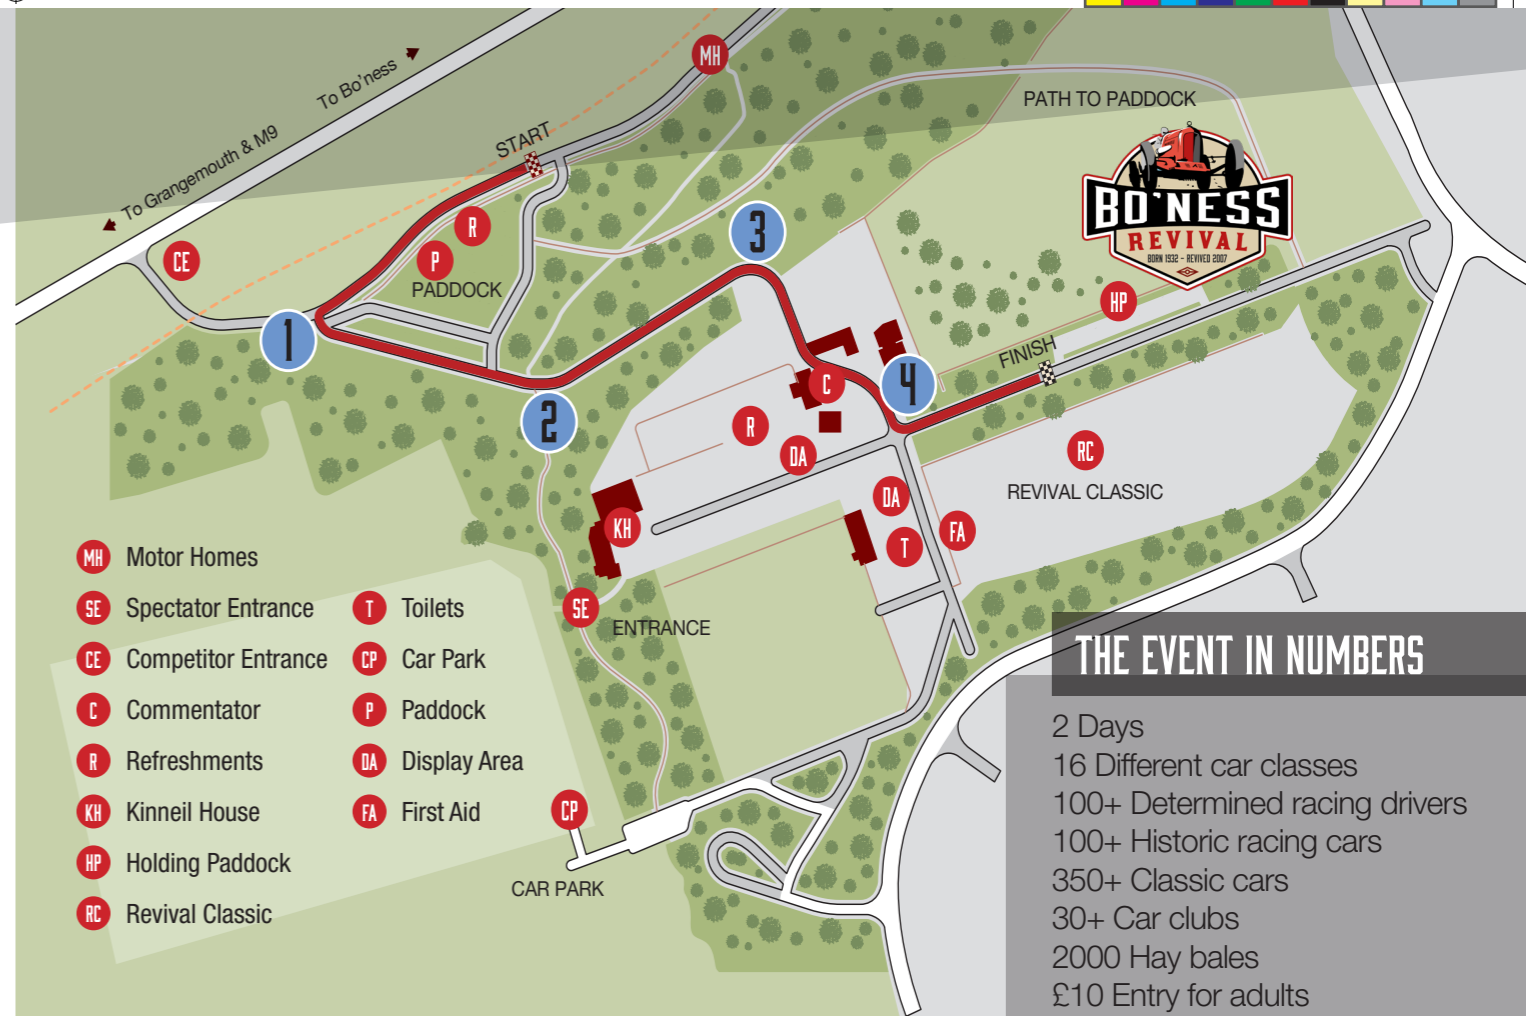 To Bo'ness
To Grangemouth & M9
MH
START
PATH TO PADDOCK
BO'NESS
REVIVAL
BORN 1932 - REVIVED 2007
CE
R
P
PADDOCK
1
2
3
4
HP
FINISH
C
R
DA
DA
T
FA
RC
REVIVAL CLASSIC
KH
SE
ENTRANCE
CP
CAR PARK
MH Motor Homes
SE Spectator Entrance
CE Competitor Entrance
C Commentator
R Refreshments
KH Kinneil House
HP Holding Paddock
RC Revival Classic
T Toilets
CP Car Park
P Paddock
DA Display Area
FA First Aid
THE EVENT IN NUMBERS
2 Days
16 Different car classes
100+ Determined racing drivers
100+ Historic racing cars
350+ Classic cars
30+ Car clubs
2000 Hay bales
£10 Entry for adults